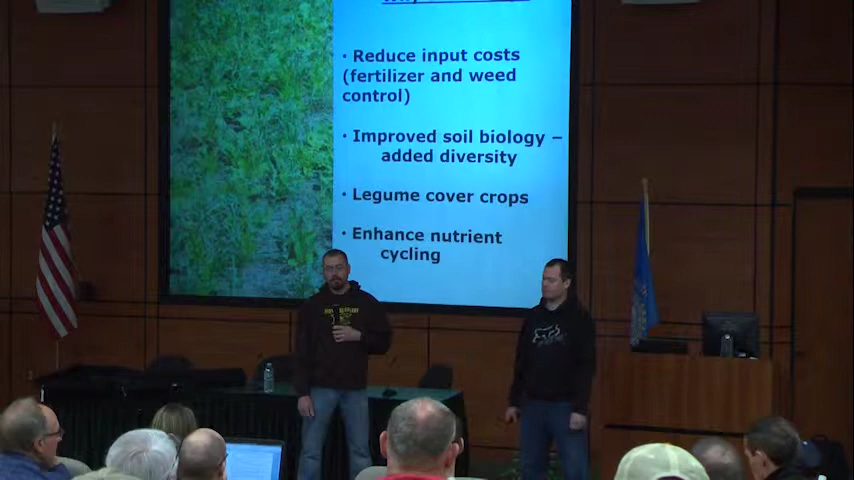 • Reduce input costs
(fertilizer and weed
control)
• Improved soil biology –
added diversity
• Legume cover crops
• Enhance nutrient
cycling